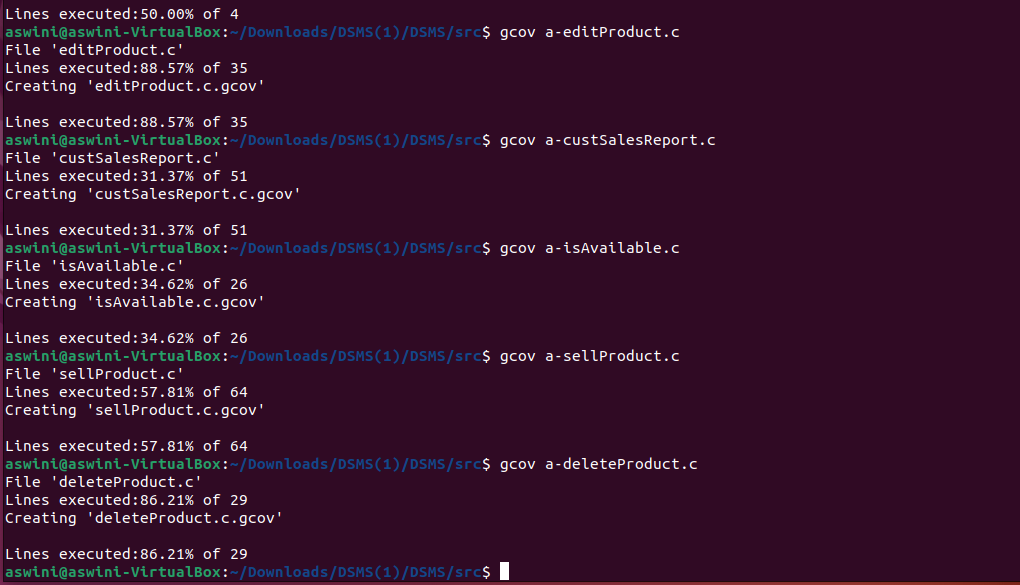 Lines executed:50.00% of 4
aswini@aswini-VirtualBox:~/Downloads/DSMS(1)/DSMS/src$ gcov a-editProduct.c
File 'editProduct.c'
Lines executed:88.57% of 35
Creating 'editProduct.c.gcov'
Lines executed:88.57% of 35
aswini@aswini-VirtualBox:~/Downloads/DSMS(1)/DSMS/src$ gcov a-custSalesReport.c
File 'custSalesReport.c'
Lines executed:31.37% of 51
Creating 'custSalesReport.c.gcov'
Lines executed:31.37% of 51
aswini@aswini-VirtualBox:~/Downloads/DSMS(1)/DSMS/src$ gcov a-isAvailable.c
File 'isAvailable.c'
Lines executed:34.62% of 26
Creating 'isAvailable.c.gcov'
Lines executed:34.62% of 26
aswini@aswini-VirtualBox:~/Downloads/DSMS(1)/DSMS/src$ gcov a-sellProduct.c
File 'sellProduct.c'
Lines executed:57.81% of 64
Creating 'sellProduct.c.gcov'
Lines executed:57.81% of 64
aswini@aswini-VirtualBox:~/Downloads/DSMS(1)/DSMS/src$ gcov a-deleteProduct.c
File 'deleteProduct.c'
Lines executed:86.21% of 29
Creating 'deleteProduct.c.gcov'
Lines executed:86.21% of 29
aswini@aswini-VirtualBox:~/Downloads/DSMS(1)/DSMS/src$